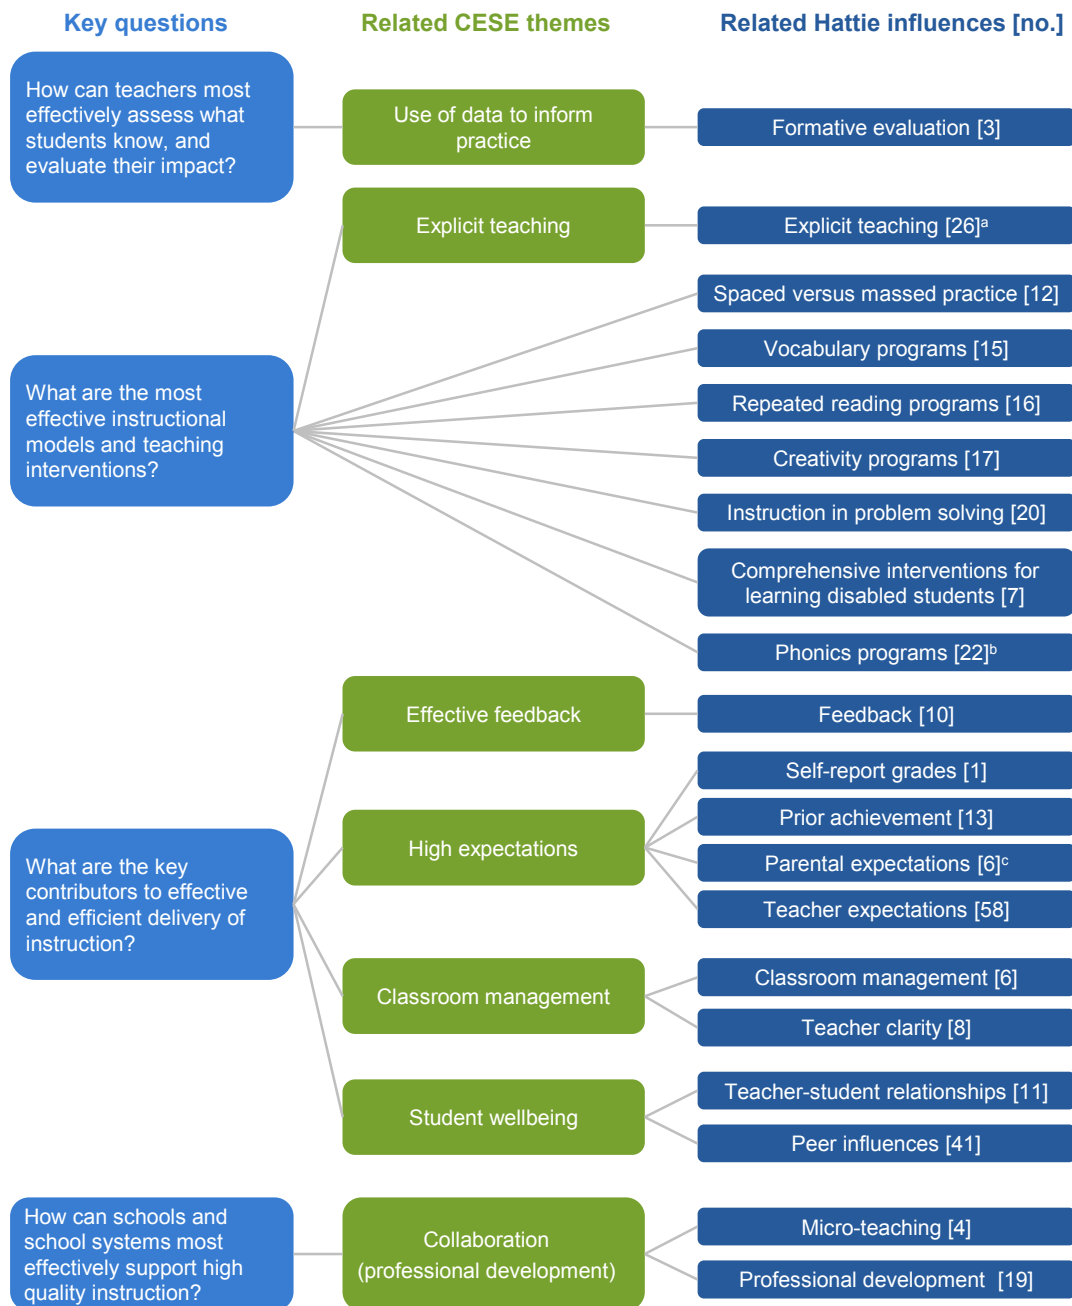 Key questions
Related CESE themes
Related Hattie influences [no.]
How can teachers most
effectively assess what
students know, and
evaluate their impact?
Use of data to inform
practice
Formative evaluation [3]
Explicit teaching
Explicit teaching [26]ᵃ
What are the most
effective instructional
models and teaching
interventions?
Spaced versus massed practice [12]
Vocabulary programs [15]
Repeated reading programs [16]
Creativity programs [17]
Instruction in problem solving [20]
Comprehensive interventions for
learning disabled students [7]
Phonics programs [22]ᵇ
What are the key
contributors to effective
and efficient delivery of
instruction?
Effective feedback
Feedback [10]
High expectations
Self-report grades [1]
Prior achievement [13]
Parental expectations [6]ᶜ
Teacher expectations [58]
Classroom management
Classroom management [6]
Teacher clarity [8]
Student wellbeing
Teacher-student relationships [11]
Peer influences [41]
How can schools and
school systems most
effectively support high
quality instruction?
Collaboration
(professional development)
Micro-teaching [4]
Professional development [19]